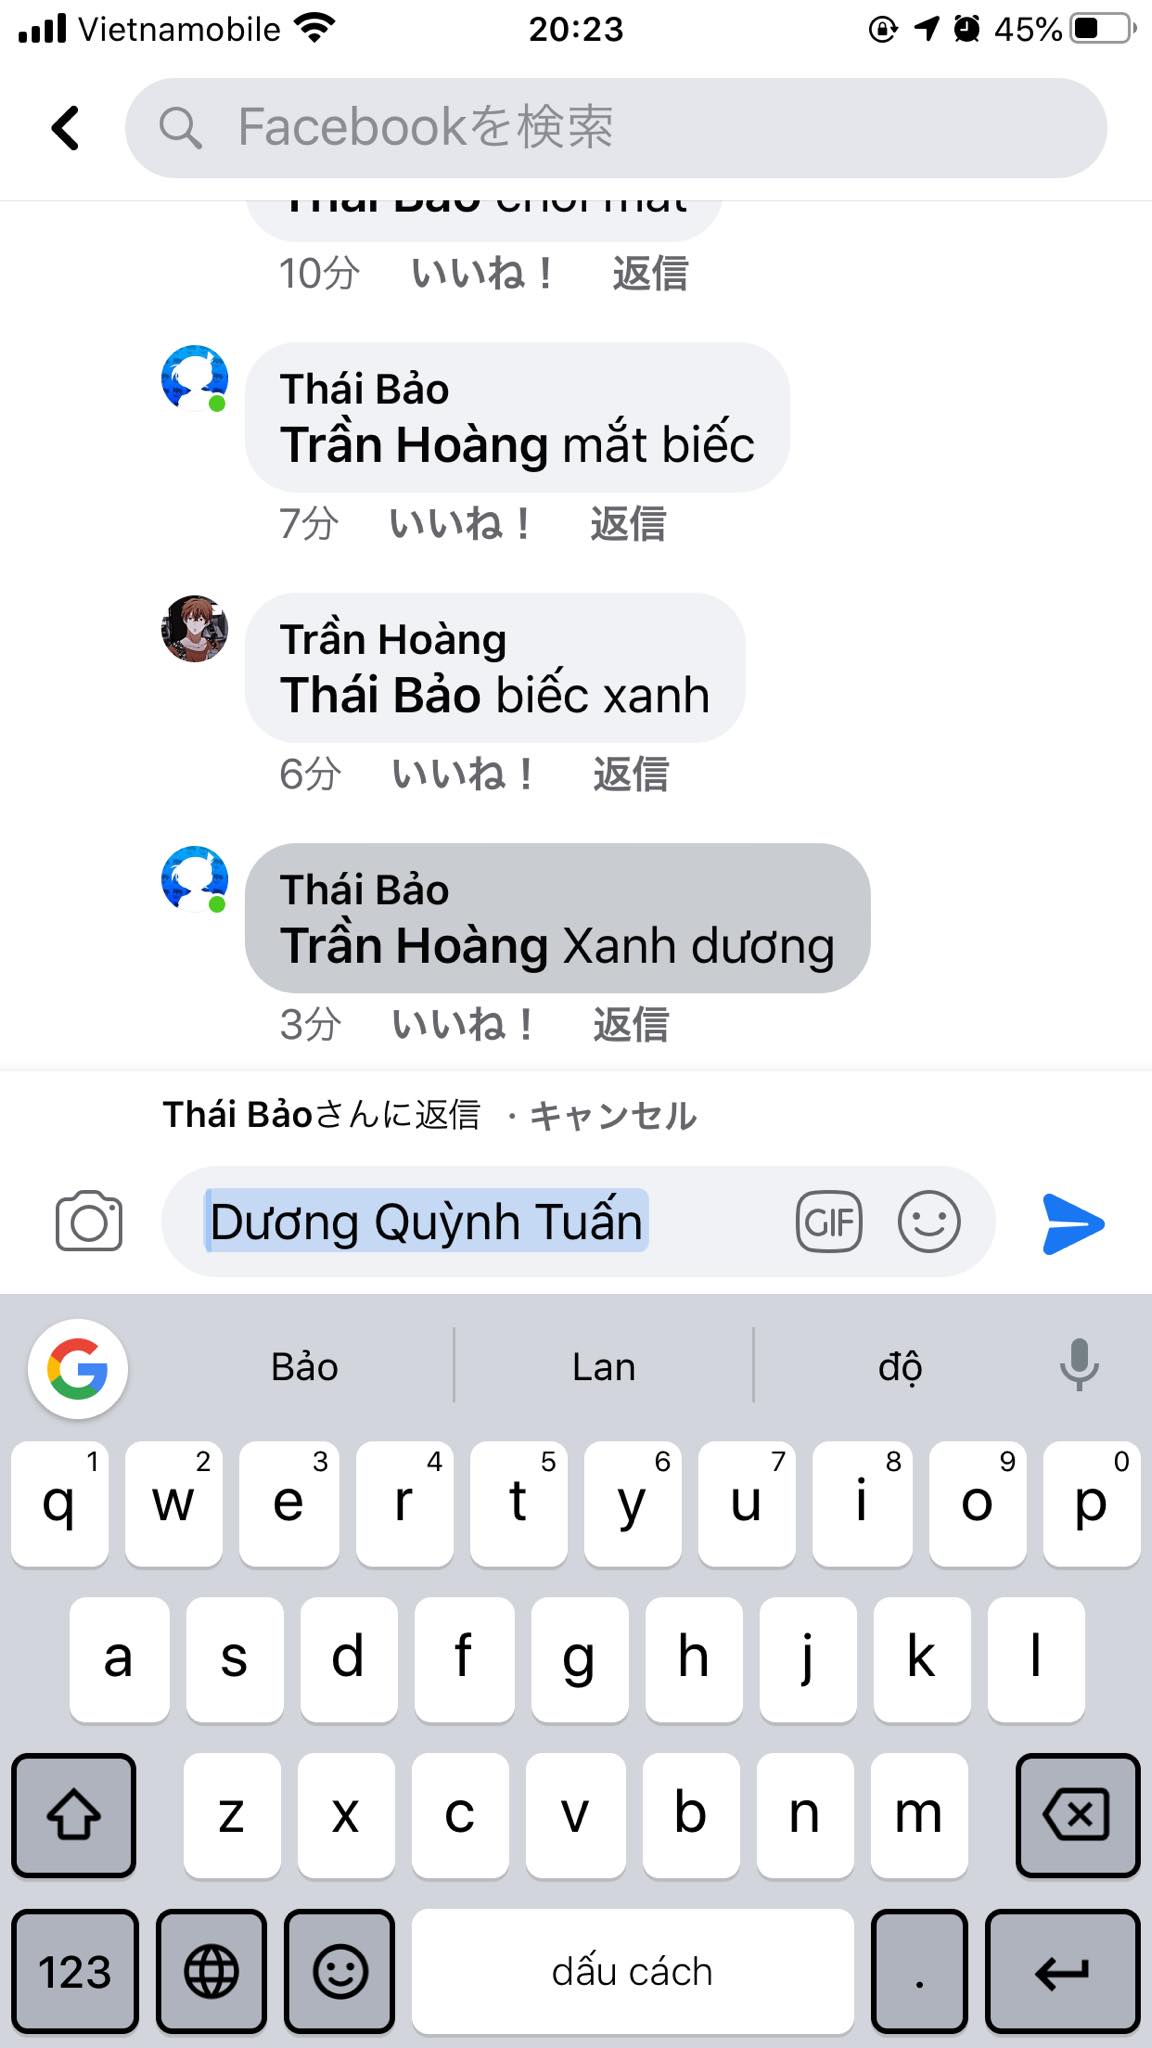 Vietnamobile 20:23 45%
Facebookを検索
Thái Bảo chói mắt
10分 いいね！ 返信
Thái Bảo
Trần Hoàng mắt biếc
7分 いいね！ 返信
Trần Hoàng
Thái Bảo biếc xanh
6分 いいね！ 返信
Thái Bảo
Trần Hoàng Xanh dương
3分 いいね！ 返信
Thái Bảoさんに返信 · キャンセル
Dương Quỳnh Tuấn GIF
G Bảo Lan độ
1 2 3 4 5 6 7 8 9 0
q w e r t y u i o p
a s d f g h j k l
z x c v b n m
123 dấu cách .